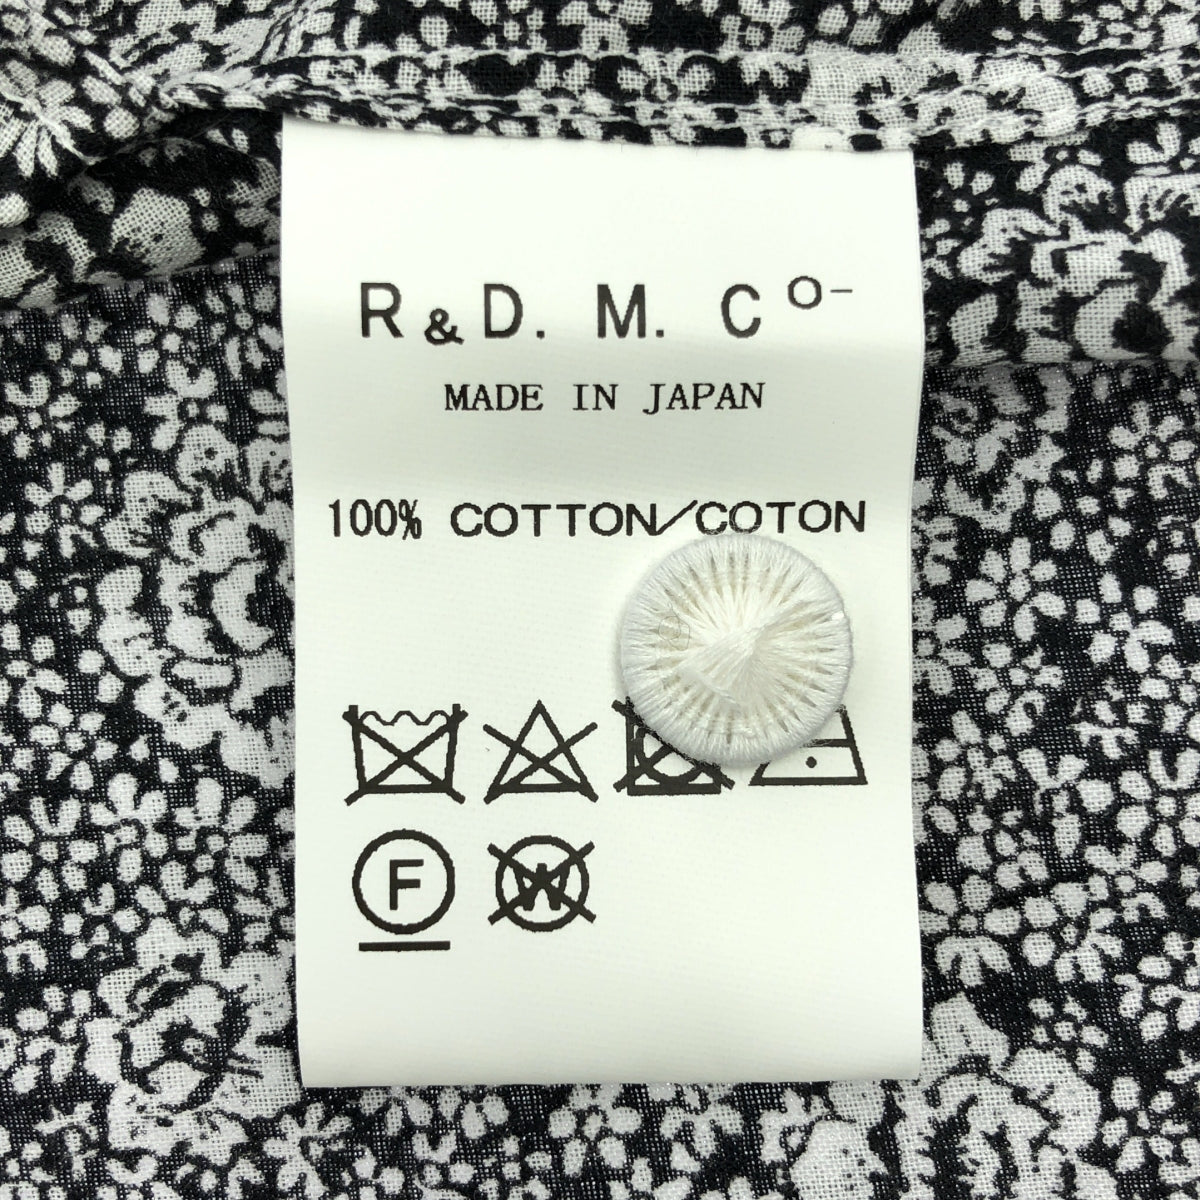 R&D. M. Co-
MADE IN JAPAN
100% COTTON/COTON
F
W